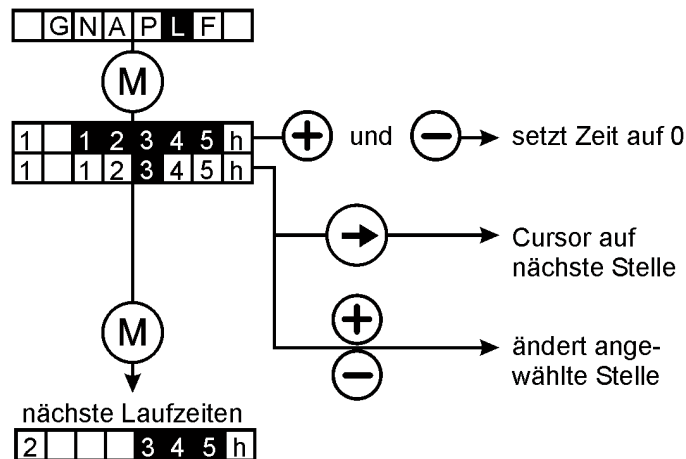 GNAPLF
M
1 12345h
+ und − → setzt Zeit auf 0
1 12345h
→ Cursor auf
nächste Stelle
+
M
ändert ange-
− wählte Stelle
nächste Laufzeiten
2 345h